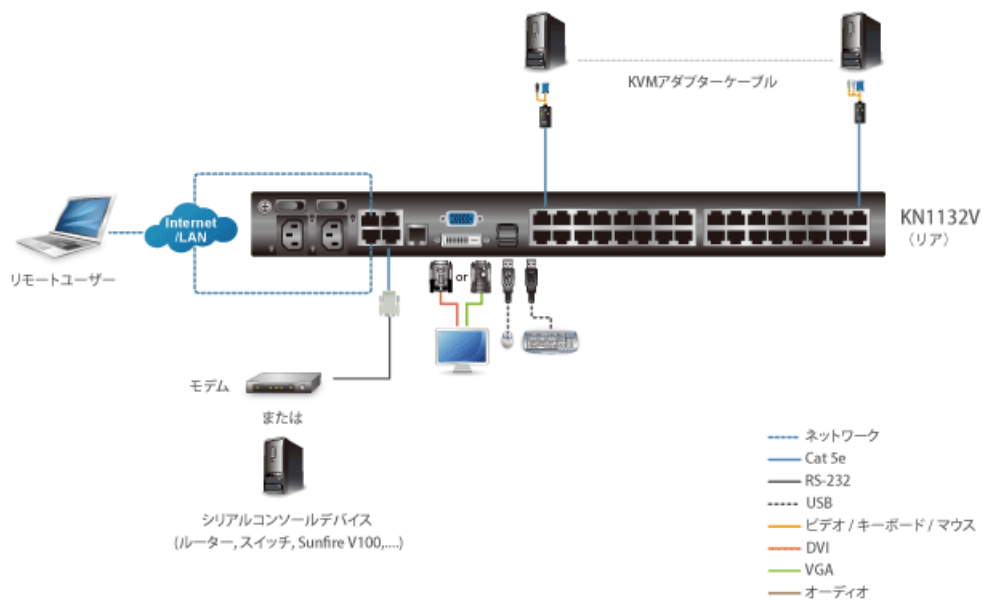 KVMアダプターケーブル
KN1132V
(リア)
Internet
/LAN
リモートユーザー
or
モデム
または
シリアルコンソールデバイス
(ルーター, スイッチ, Sunfire V100,....)
ネットワーク
Cat 5e
RS-232
USB
ビデオ / キーボード / マウス
DVI
VGA
オーディオ